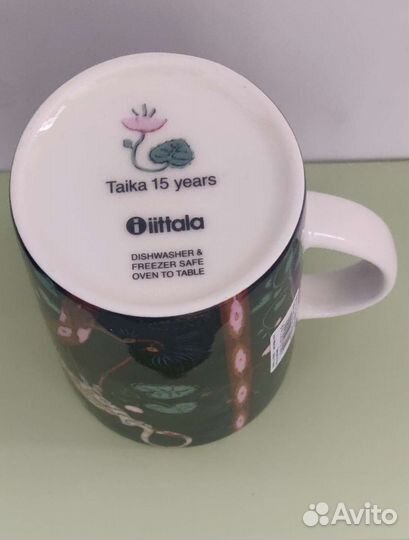 Taika 15 years
iittala
DISHWASHER &
FREEZER SAFE
OVEN TO TABLE
Avito